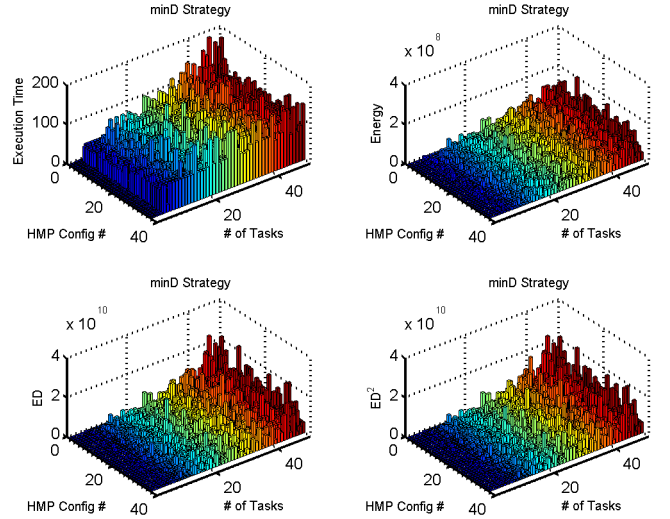 minD Strategy
200
100
0
Execution Time
0
20
40
HMP Config #
20
40
# of Tasks
minD Strategy
x 10^8
4
2
0
Energy
0
20
40
HMP Config #
20
40
# of Tasks
minD Strategy
x 10^10
4
2
0
ED
0
20
40
HMP Config #
20
40
# of Tasks
minD Strategy
x 10^10
4
2
0
ED^2
0
20
40
HMP Config #
20
40
# of Tasks